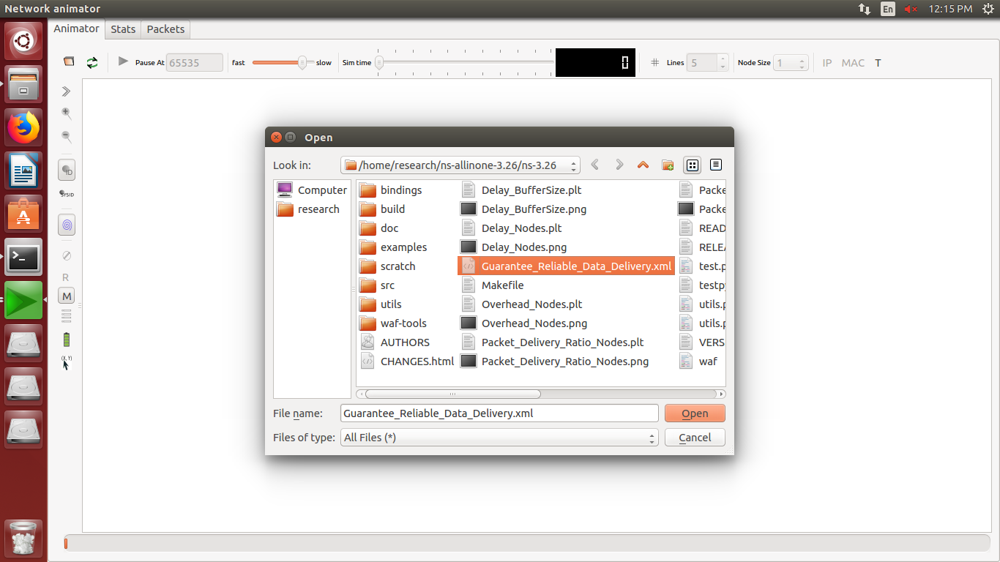 Network animator
En
12:15 PM
Animator
Stats
Packets
Pause At
65535
fast
slow
Sim time
0
Lines
5
Node Size
1
IP
MAC
T
ID
SYSID
R
M
(X, Y)
Open
Look in:
/home/research/ns-allinone-3.26/ns-3.26
Computer
research
bindings
build
doc
examples
scratch
src
utils
waf-tools
AUTHORS
CHANGES.html
Delay_BufferSize.plt
Delay_BufferSize.png
Delay_Nodes.plt
Delay_Nodes.png
Guarantee_Reliable_Data_Delivery.xml
Makefile
Overhead_Nodes.plt
Overhead_Nodes.png
Packet_Delivery_Ratio_Nodes.plt
Packet_Delivery_Ratio_Nodes.png
Packe
Packe
READ
RELEA
test.p
testpy
utils.p
utils.p
VERS
waf
File name:
Guarantee_Reliable_Data_Delivery.xml
Open
Files of type:
All Files (*)
Cancel